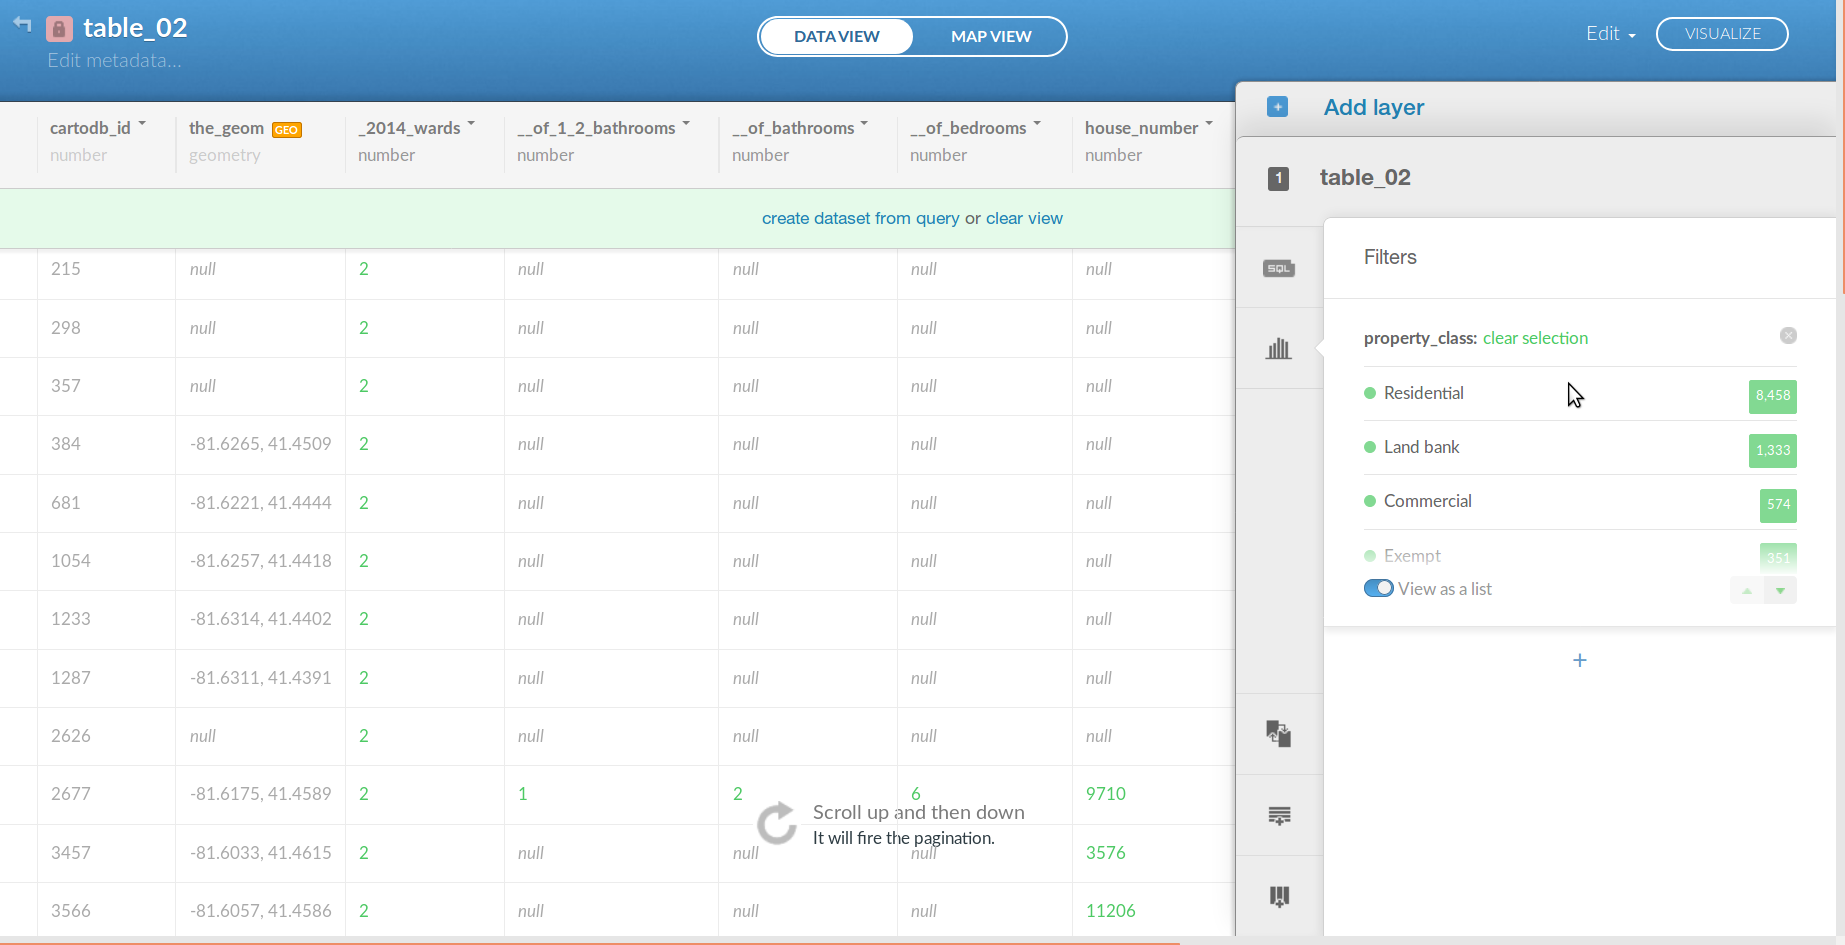 table_02
Edit metadata...
DATA VIEW MAP VIEW
Edit VISUALIZE
Add layer
cartodb_id the_geom GEO _2014_wards __of_1_2_bathrooms __of_bathrooms __of_bedrooms house_number
number geometry number number number number number
1 table_02
create dataset from query or clear view
SQL
Filters
property_class: clear selection
Residential 8,458
Land bank 1,333
Commercial 574
Exempt 351
View as a list
+
215 null 2 null null null null
298 null 2 null null null null
357 null 2 null null null null
384 -81.6265, 41.4509 2 null null null null
681 -81.6221, 41.4444 2 null null null null
1054 -81.6257, 41.4418 2 null null null null
1233 -81.6314, 41.4402 2 null null null null
1287 -81.6311, 41.4391 2 null null null null
2626 null 2 null null null null
2677 -81.6175, 41.4589 2 1 2 6 9710
Scroll up and then down
It will fire the pagination.
3457 -81.6033, 41.4615 2 null null null 3576
3566 -81.6057, 41.4586 2 null null null 11206